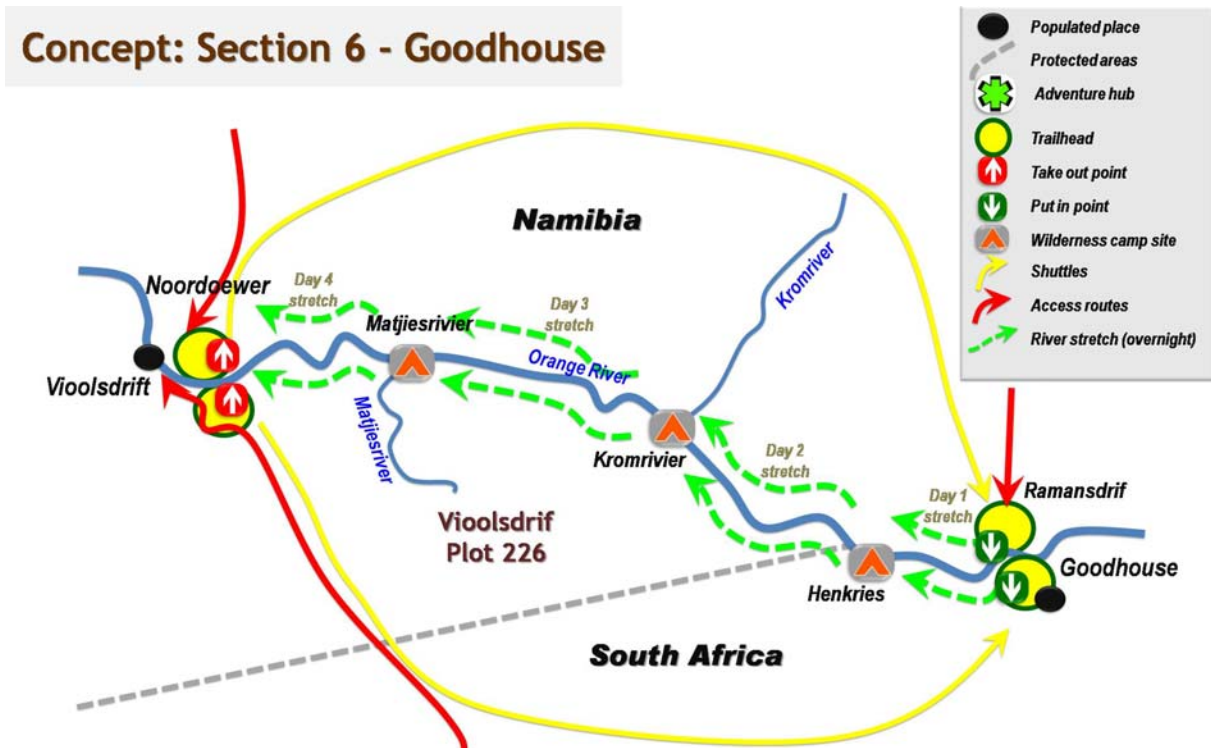 Concept: Section 6 - Goodhouse
Populated place
Protected areas
Adventure hub
Trailhead
Take out point
Put in point
Wilderness camp site
Shuttles
Access routes
River stretch (overnight)
Namibia
Noordoewer
Day 4
stretch
Matjiesrivier
Day 3
stretch
Kromriver
Orange River
Vioolsdrift
Matjiesriver
Kromrivier
Day 2
stretch
Day 1
stretch
Ramansdrif
Vioolsdrif
Plot 226
Goodhouse
Henkries
South Africa